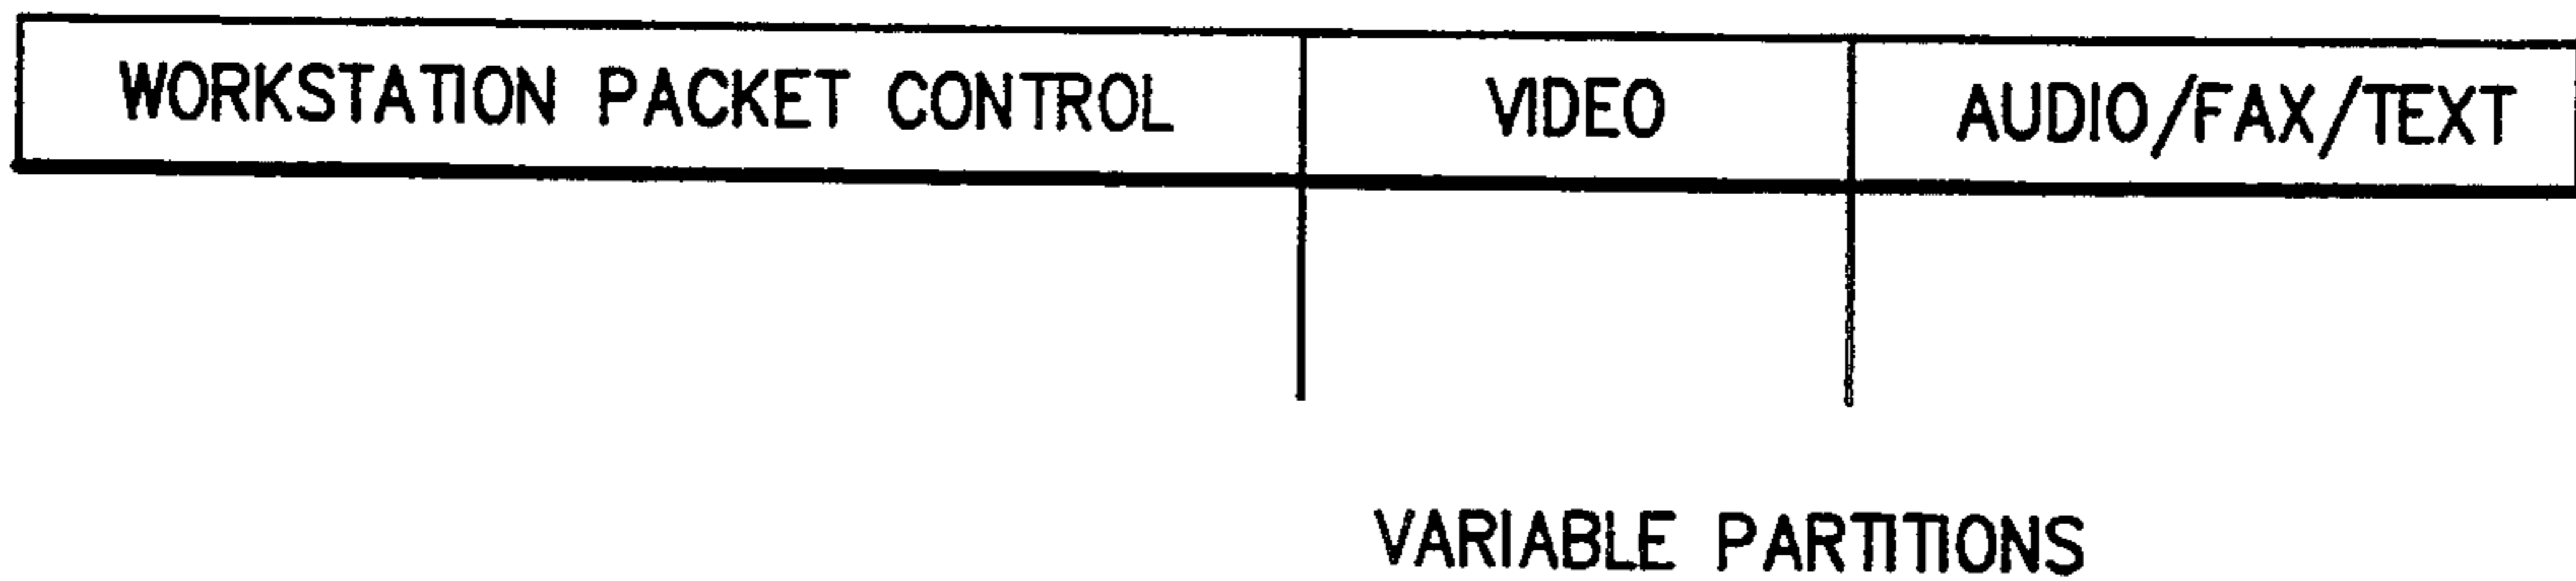 WORKSTATION PACKET CONTROL VIDEO AUDIO/FAX/TEXT
VARIABLE PARTITIONS